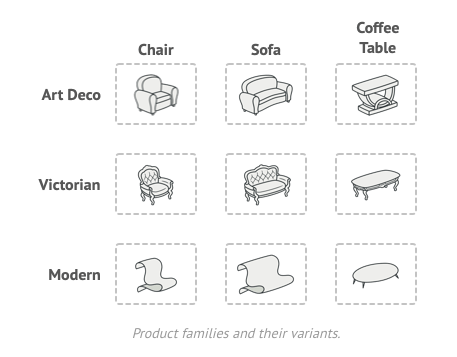 Chair
Sofa
Coffee
Table
Art Deco
Victorian
Modern
Product families and their variants.